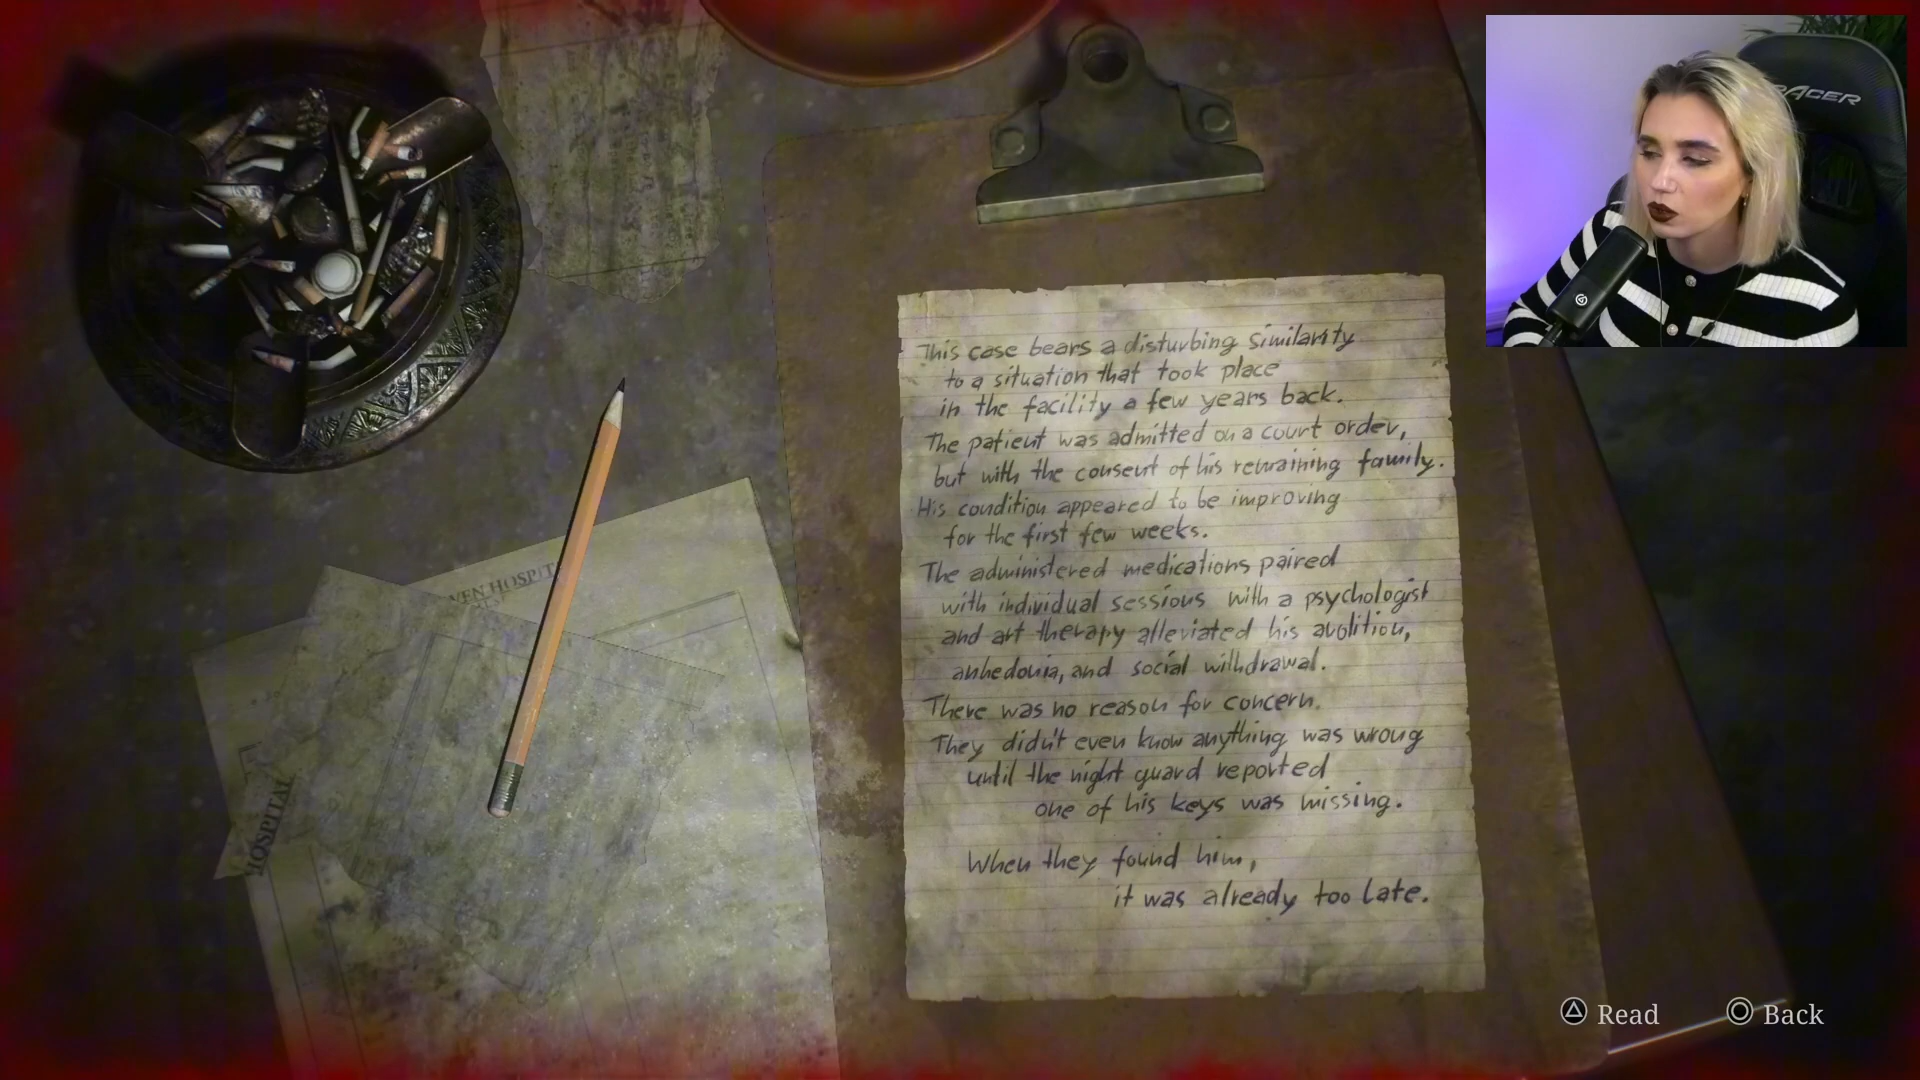 RACER
This case bears a disturbing similarity
to a situation that took place
in the facility a few years back.
The patient was admitted on a court order,
but with the consent of his remaining family.
His condition appeared to be improving
for the first few weeks.
The administered medications paired
with individual sessions with a psychologist
and art therapy alleviated his avolition,
anhedonia, and social withdrawal.
There was no reason for concern.
They didn't even know anything was wrong
until the night guard reported
one of his keys was missing.
When they found him,
it was already too late.
VEN HOSPITA
HOSPITAL
Read
Back